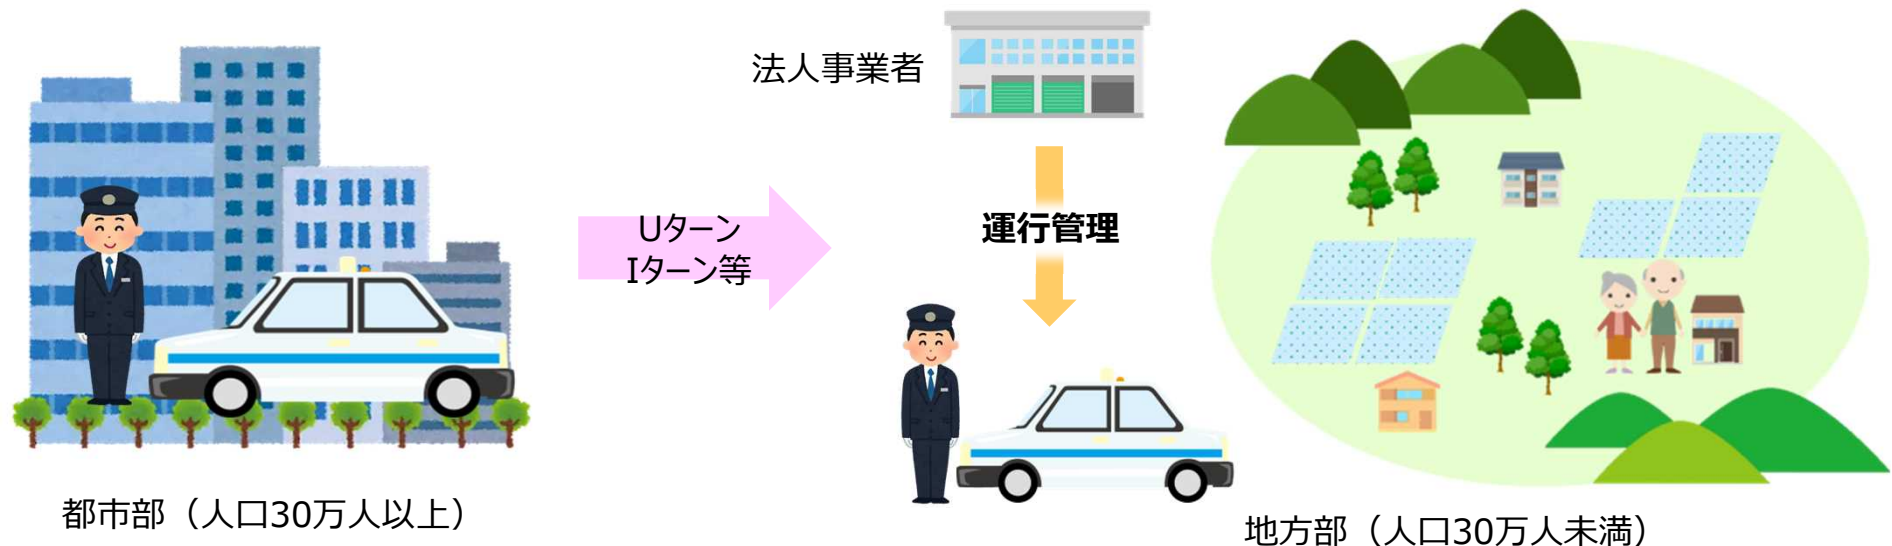 法人事業者
Uターン
Iターン等
運行管理
都市部（人口30万人以上）
地方部（人口30万人未満）